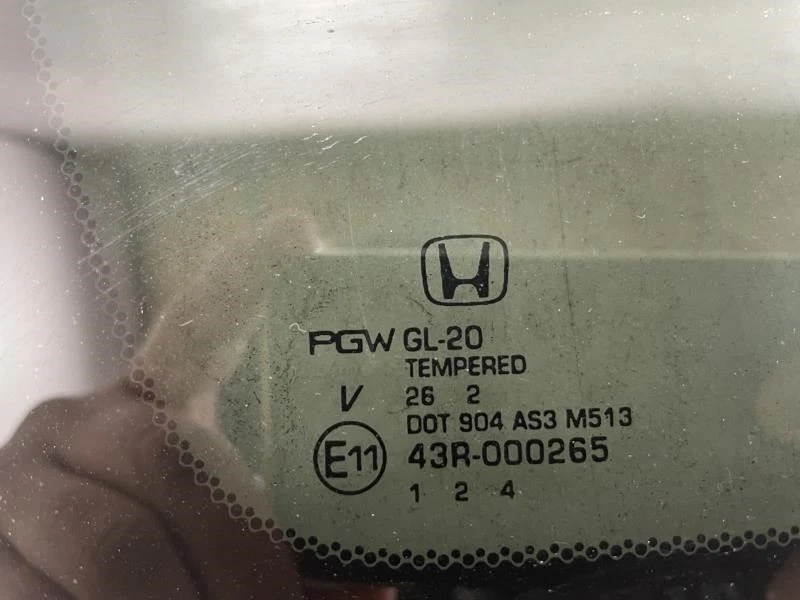 PGW GL-20
TEMPERED
V 26 2
DOT 904 AS3 M513
E11 43R-000265
1 2 4